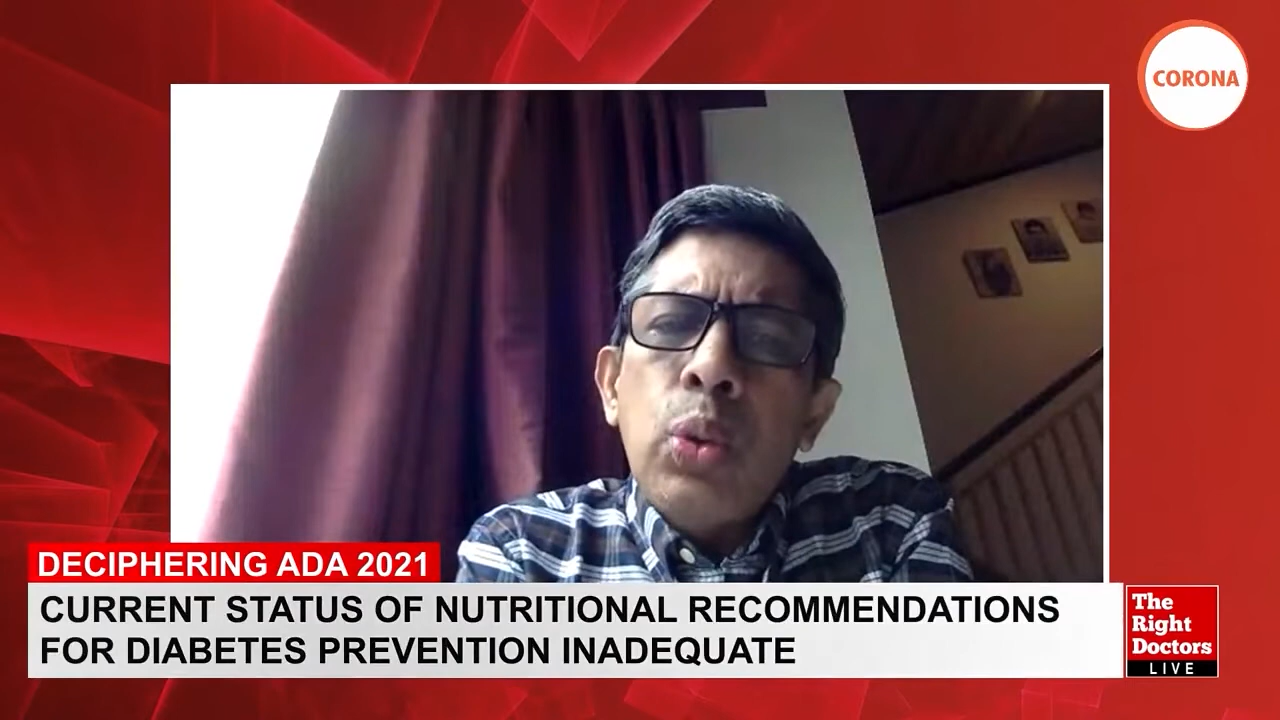 CORONA
DECIPHERING ADA 2021
CURRENT STATUS OF NUTRITIONAL RECOMMENDATIONS
FOR DIABETES PREVENTION INADEQUATE
The
Right
Doctors
LIVE